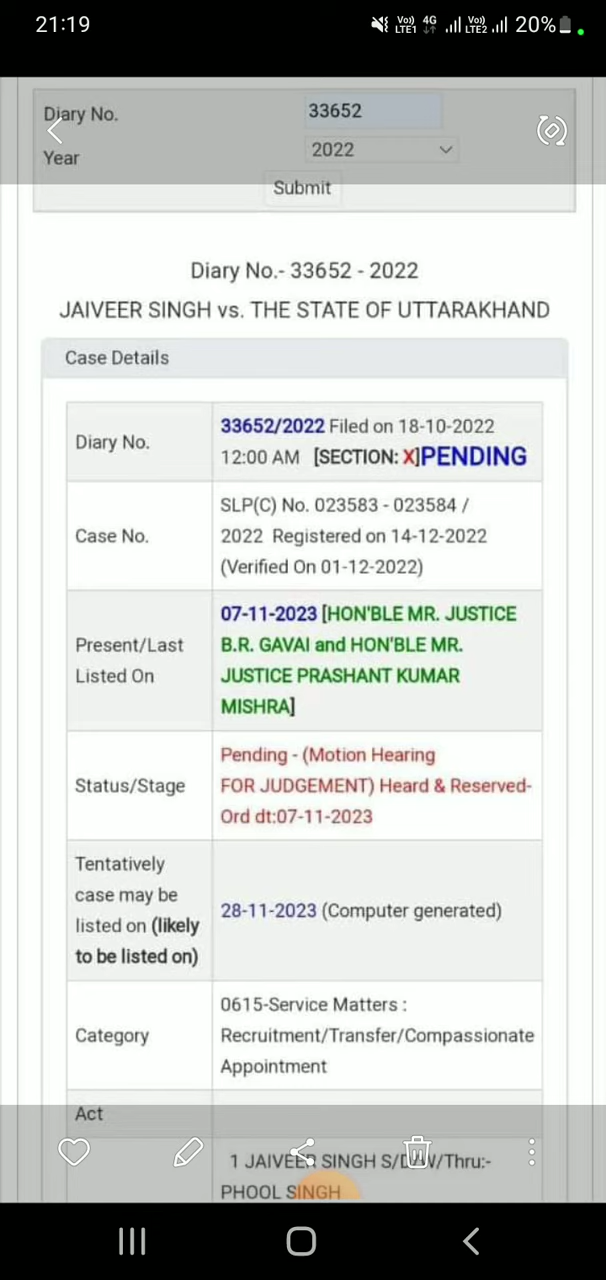 21:19 Vo) LTE1 4G Vo) LTE2 20%
Diary No. 33652
Year 2022
Submit
Diary No.- 33652 - 2022
JAIVEER SINGH vs. THE STATE OF UTTARAKHAND
Case Details
Diary No.
33652/2022 Filed on 18-10-2022
12:00 AM [SECTION: X]PENDING
Case No.
SLP(C) No. 023583 - 023584 /
2022 Registered on 14-12-2022
(Verified On 01-12-2022)
Present/Last
Listed On
07-11-2023 [HON'BLE MR. JUSTICE
B.R. GAVAI and HON'BLE MR.
JUSTICE PRASHANT KUMAR
MISHRA]
Status/Stage
Pending - (Motion Hearing
FOR JUDGEMENT) Heard & Reserved-
Ord dt:07-11-2023
Tentatively
case may be
listed on (likely
to be listed on)
28-11-2023 (Computer generated)
Category
0615-Service Matters :
Recruitment/Transfer/Compassionate
Appointment
Act
1 JAIVEER SINGH S/D/W/Thru:-
PHOOL SINGH